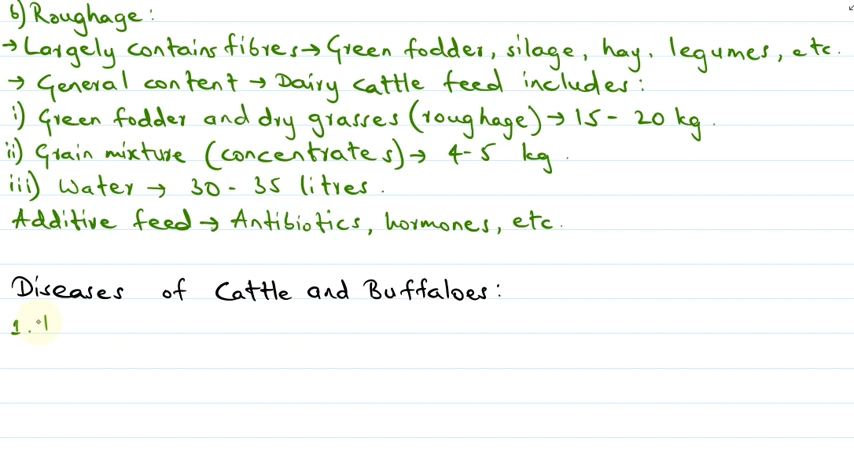 b) Roughage:
→ Largely contains fibres → Green fodder, silage, hay, legumes, etc.
→ General content → Dairy cattle feed includes:
i) Green fodder and dry grasses (roughage) → 15 - 20 kg.
ii) Grain mixture (concentrates) → 4-5 kg.
iii) Water → 30 - 35 litres.
Additive feed → Antibiotics, hormones, etc.
Diseases of Cattle and Buffaloes:
1.